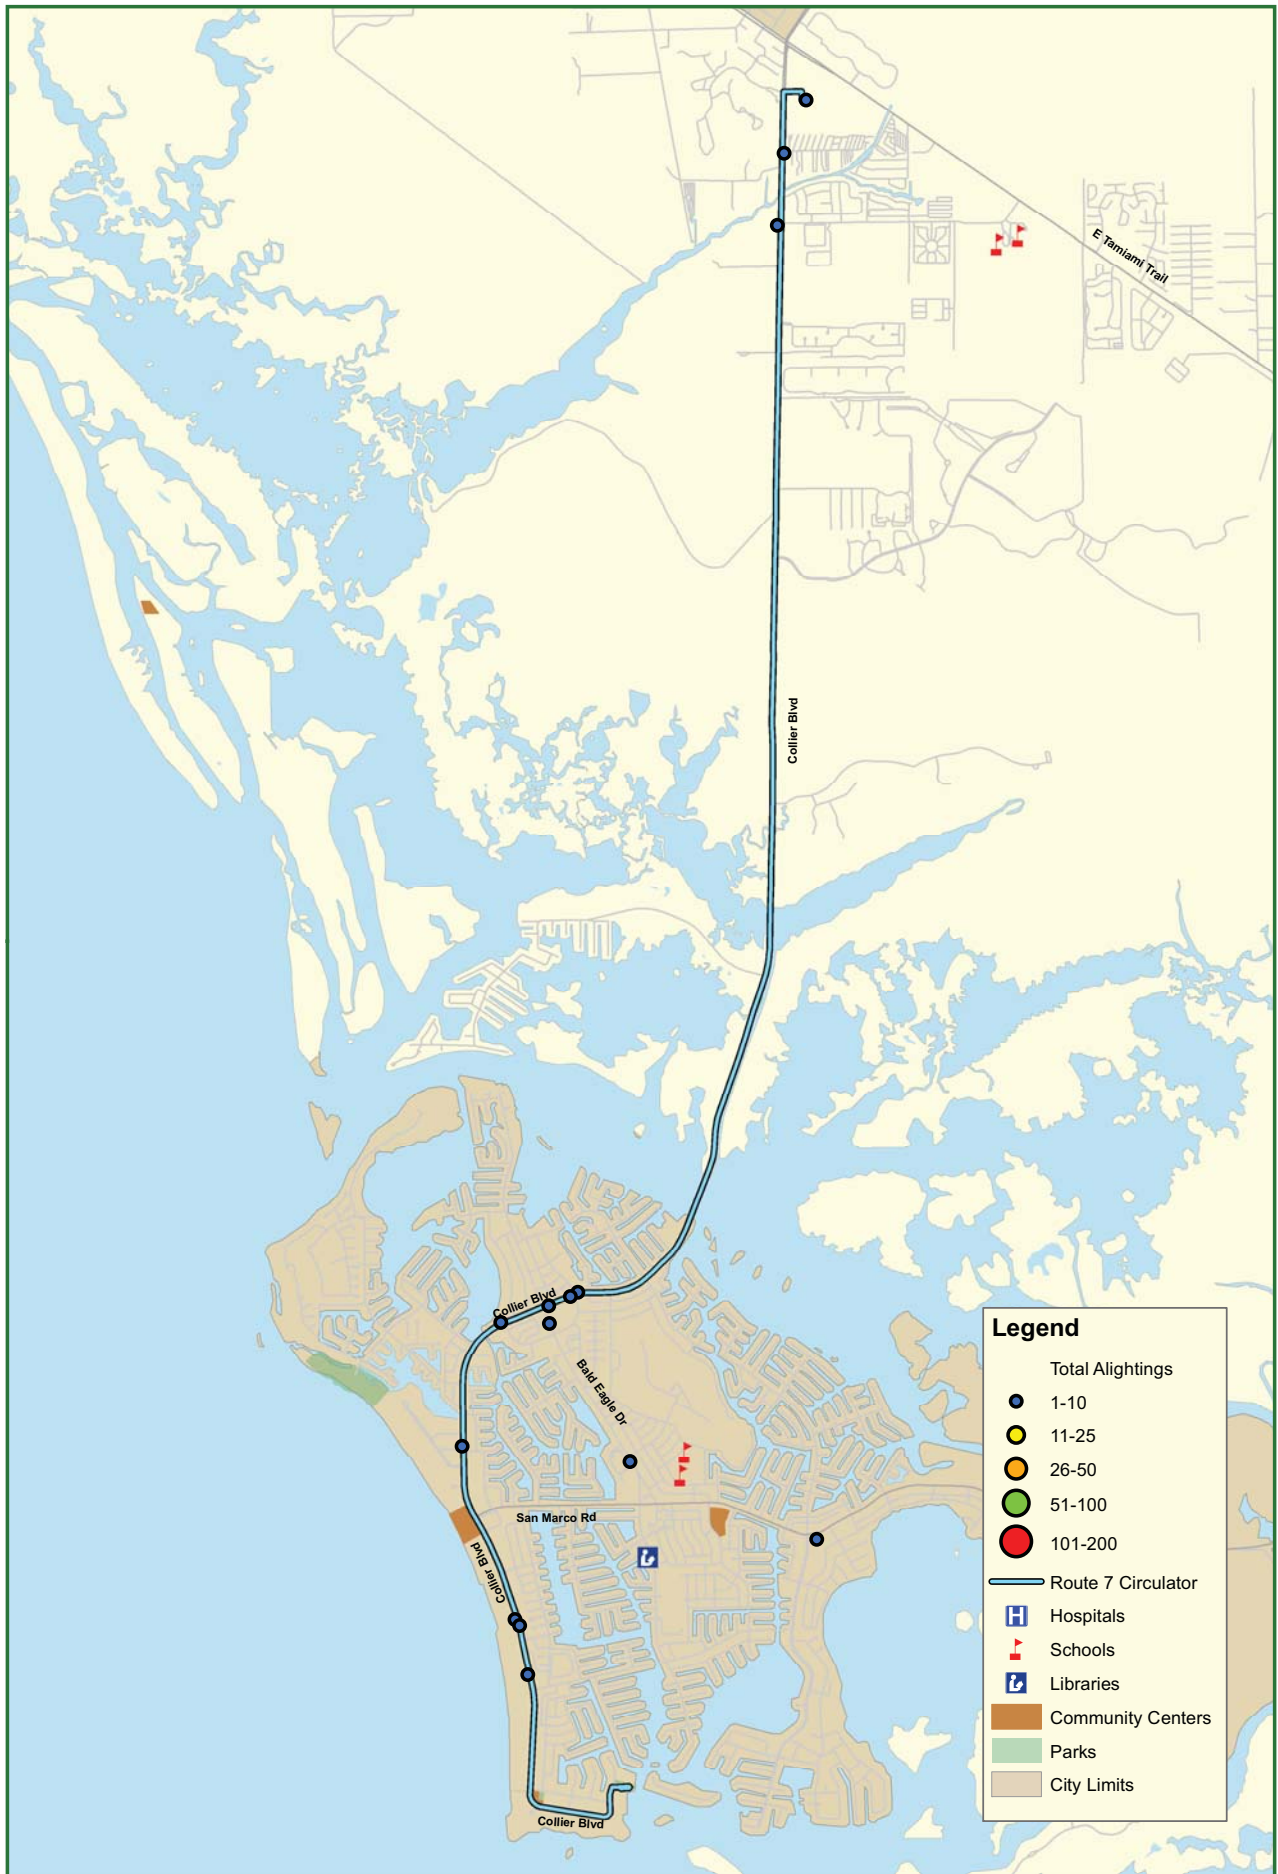 E Tamiami Trail
Collier Blvd
Collier Blvd
Bald Eagle Dr
San Marco Rd
Collier Blvd
Collier Blvd
Legend
Total Alightings
1-10
11-25
26-50
51-100
101-200
Route 7 Circulator
H Hospitals
Schools
Libraries
Community Centers
Parks
City Limits